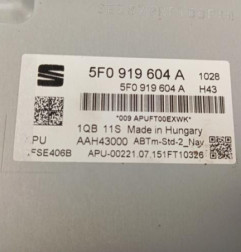 5F0 919 604 A 1028
5F0 919 604 A H43
*009 APUFT00EXWK*
1QB 11S Made in Hungary
PU AAH43000 ABTm-Std-2_Nav
FSE406B APU-00221.07.151FT10326